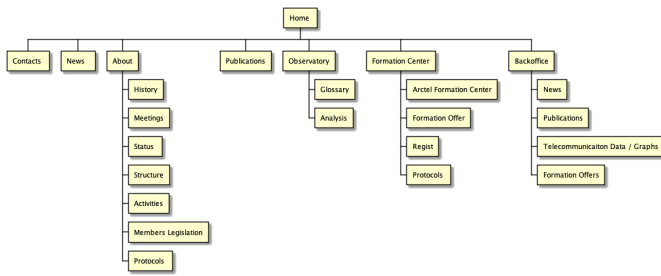 Home
Contacts
News
About
Publications
Observatory
Formation Center
Backoffice
History
Meetings
Status
Structure
Activities
Members Legislation
Protocols
Glossary
Analysis
Arctel Formation Center
Formation Offer
Regist
Protocols
News
Publications
Telecommunicaiton Data / Graphs
Formation Offers